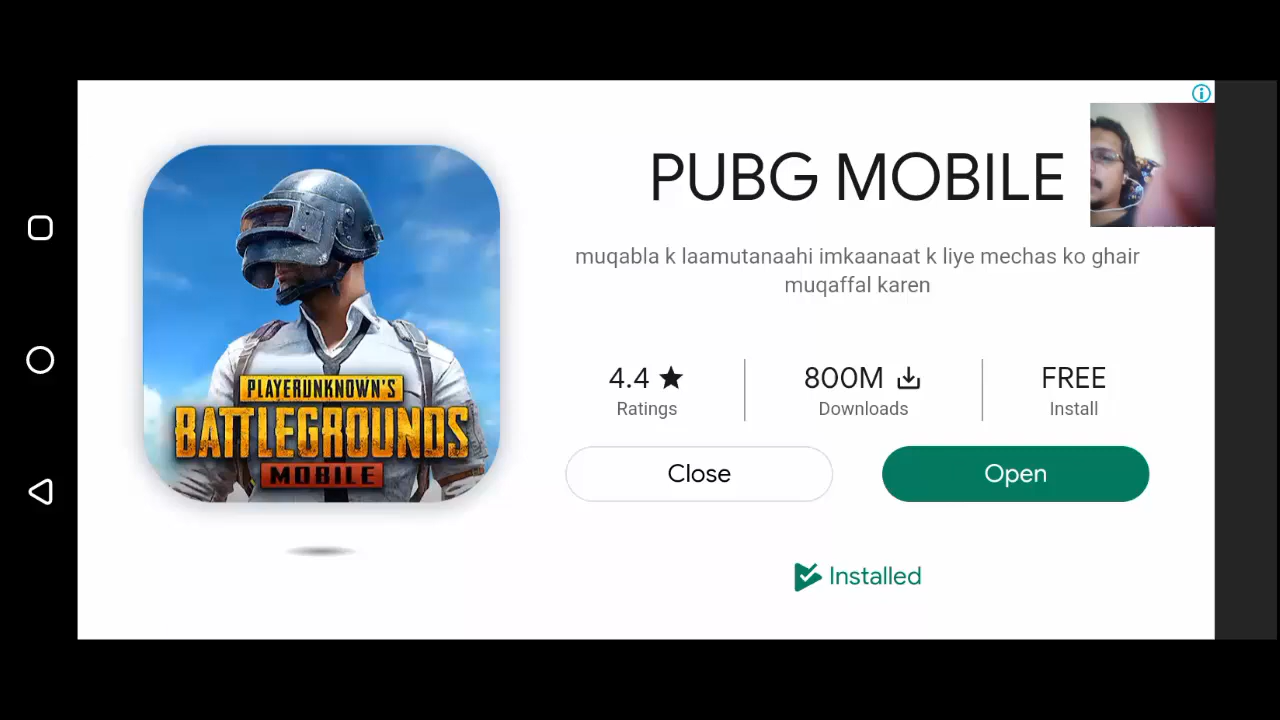 PUBG MOBILE
muqabla k laamutanaahi imkaanaat k liye mechas ko ghair
muqaffal karen
PLAYERUNKNOWN'S
BATTLEGROUNDS
MOBILE
4.4 ★ 800M FREE
Ratings Downloads Install
Close Open
Installed